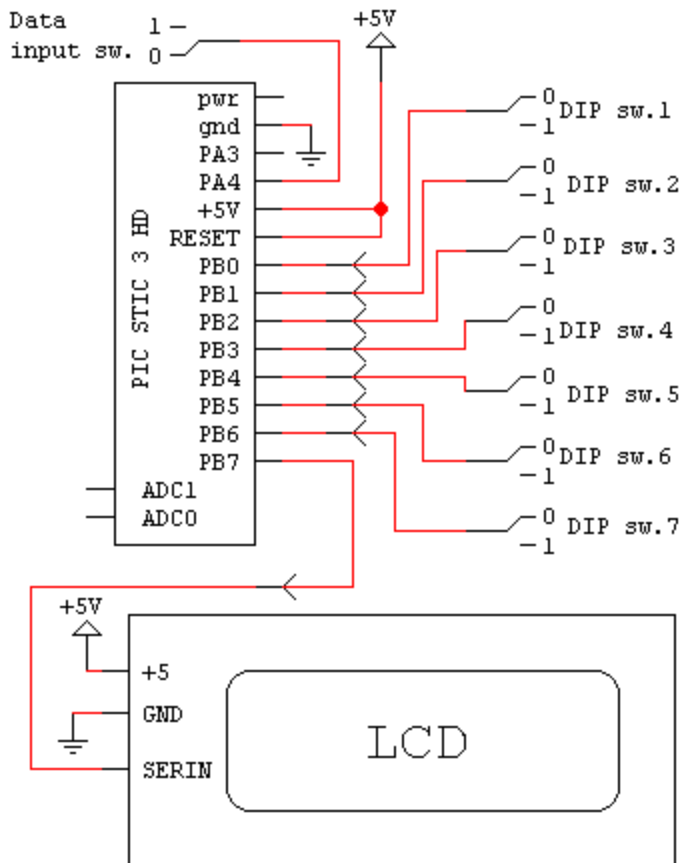 Data
input sw.
1
0
+5V
pwr
gnd
PA3
PA4
+5V
RESET
PB0
PB1
PB2
PB3
PB4
PB5
PB6
PB7
ADC1
ADC0
PIC STIC 3 HD
0
1
DIP sw.1
0
1
DIP sw.2
0
1
DIP sw.3
0
1
DIP sw.4
0
1
DIP sw.5
0
1
DIP sw.6
0
1
DIP sw.7
+5V
+5
GND
SERIN
LCD